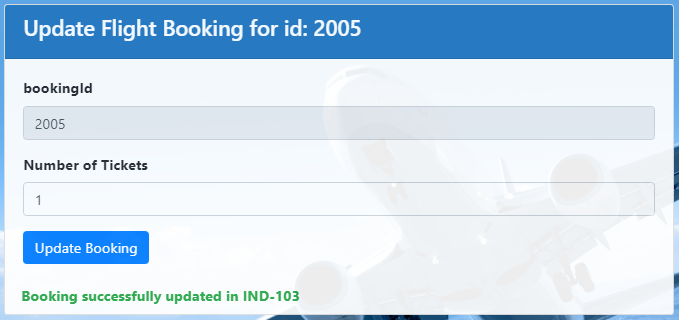 Update Flight Booking for id: 2005
bookingId
2005
Number of Tickets
1
Update Booking
Booking successfully updated in IND-103